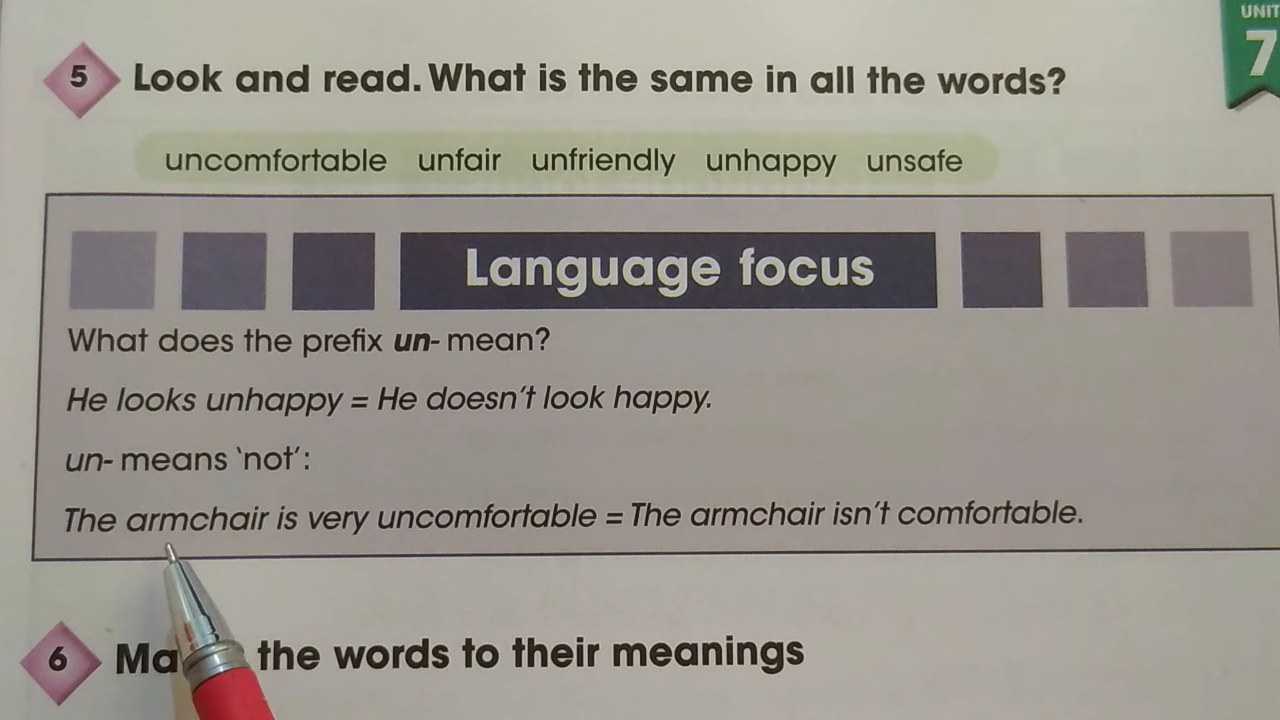 UNIT
7
5 Look and read. What is the same in all the words?
uncomfortable unfair unfriendly unhappy unsafe
Language focus
What does the prefix un- mean?
He looks unhappy = He doesn't look happy.
un- means 'not':
The armchair is very uncomfortable = The armchair isn't comfortable.
6 the words to their meanings